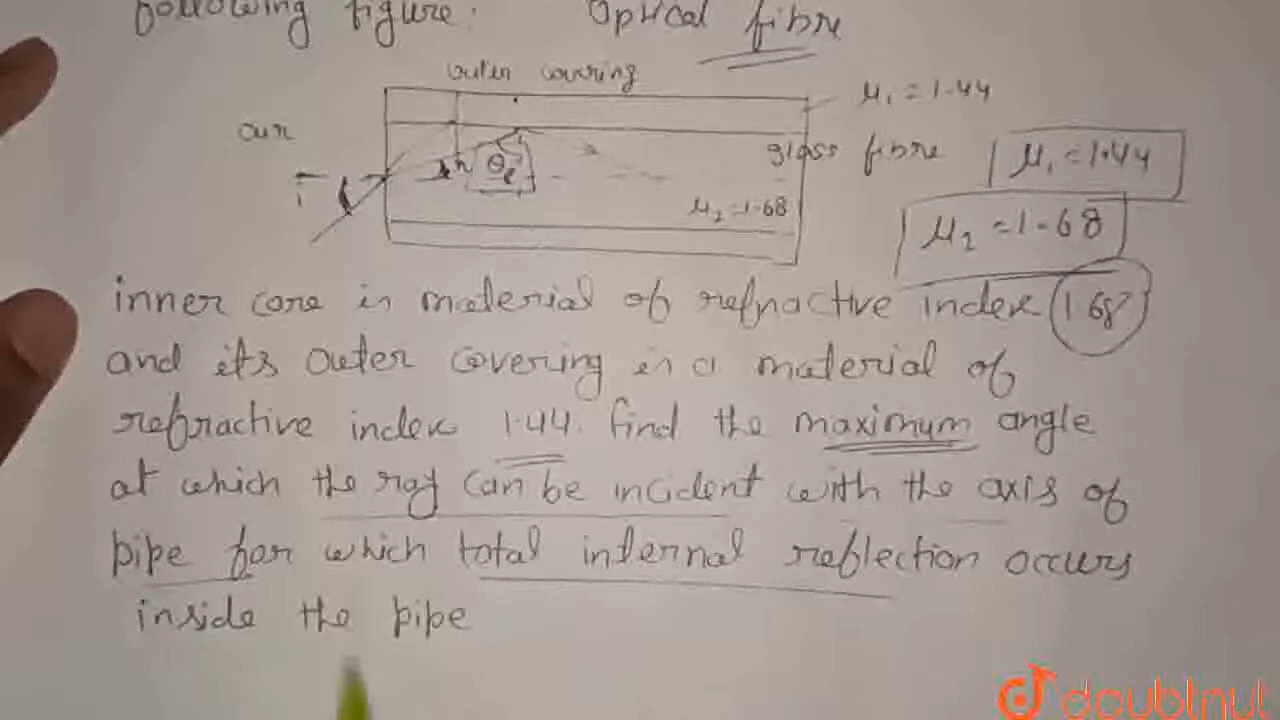 following figure. Optical fibre
outer covering
μ₁ = 1.44
air
glass fibre
μ₁ = 1.44
i
r
θc
μ₂ = 1.68
μ₂ = 1.68
inner core is material of refractive index 1.68
and its outer covering is a material of
refractive index 1.44. find the maximum angle
at which the ray can be incident with the axis of
pipe for which total internal reflection occurs
inside the pipe
doubtnut